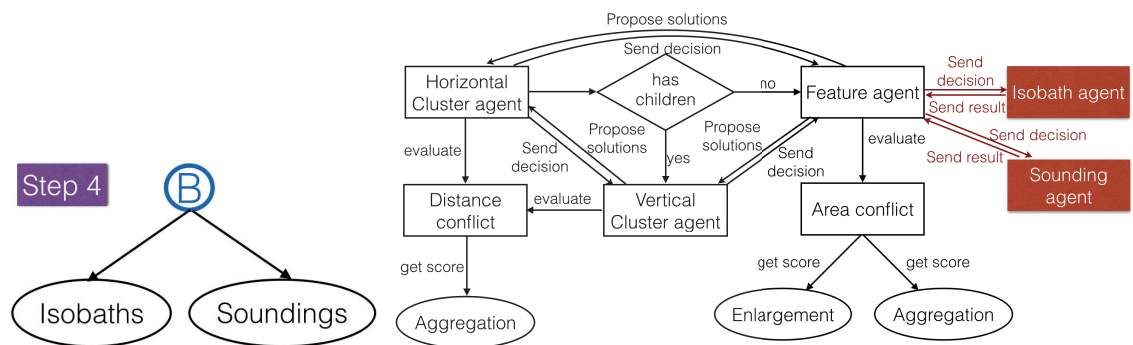 Step 4
B
Isobaths
Soundings
Propose solutions
Send decision
Horizontal
Cluster agent
has
children
no
Feature agent
Send
decision
Isobath agent
Send result
evaluate
Propose
solutions
Send
decision
yes
Propose
solutions
Send
decision
evaluate
Send decision
Send result
Sounding
agent
Distance
conflict
evaluate
Vertical
Cluster agent
Area conflict
get score
get score
get score
Aggregation
Enlargement
Aggregation